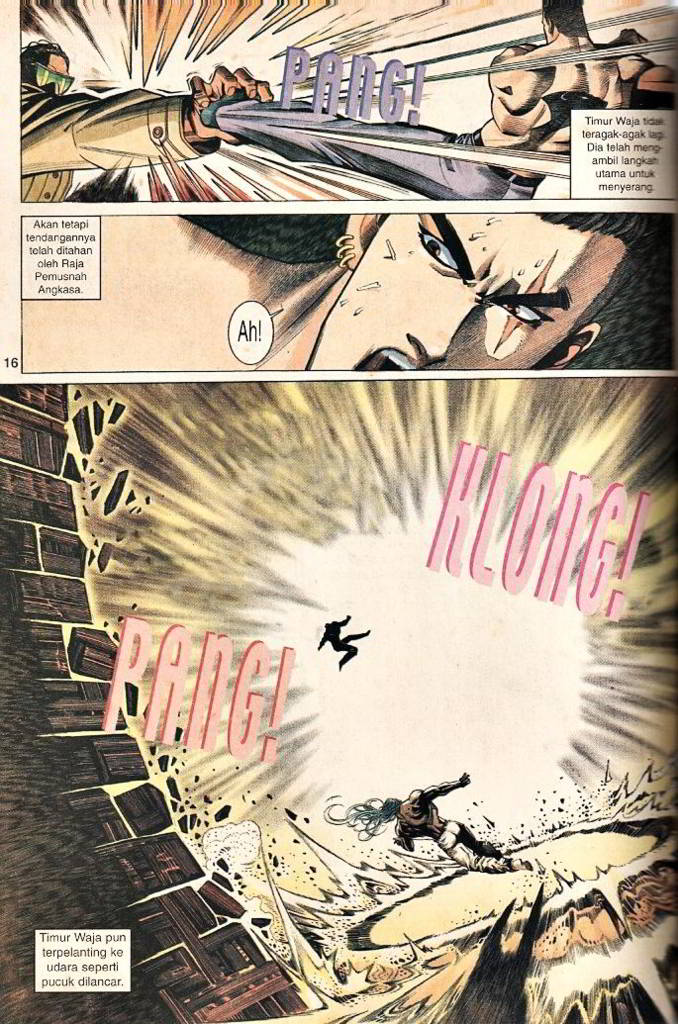 PANG!
Timur Waja tidak
teragak-agak lagi.
Dia telah meng-
ambil langkah
utama untuk
menyerang.
Akan tetapi
tendangannya
telah ditahan
oleh Raja
Pemusnah
Angkasa.
Ah!
16
KLONG!
PANG!
Timur Waja pun
terpelanting ke
udara seperti
pucuk dilancar.